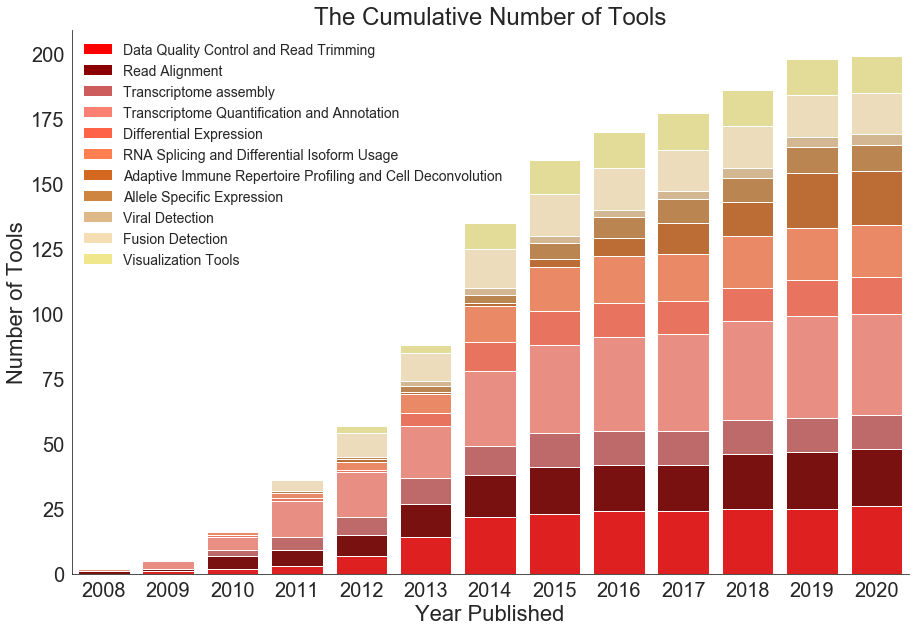 The Cumulative Number of Tools
200
175
150
125
100
75
50
25
0
Number of Tools
Data Quality Control and Read Trimming
Read Alignment
Transcriptome assembly
Transcriptome Quantification and Annotation
Differential Expression
RNA Splicing and Differential Isoform Usage
Adaptive Immune Repertoire Profiling and Cell Deconvolution
Allele Specific Expression
Viral Detection
Fusion Detection
Visualization Tools
2008 2009 2010 2011 2012 2013 2014 2015 2016 2017 2018 2019 2020
Year Published